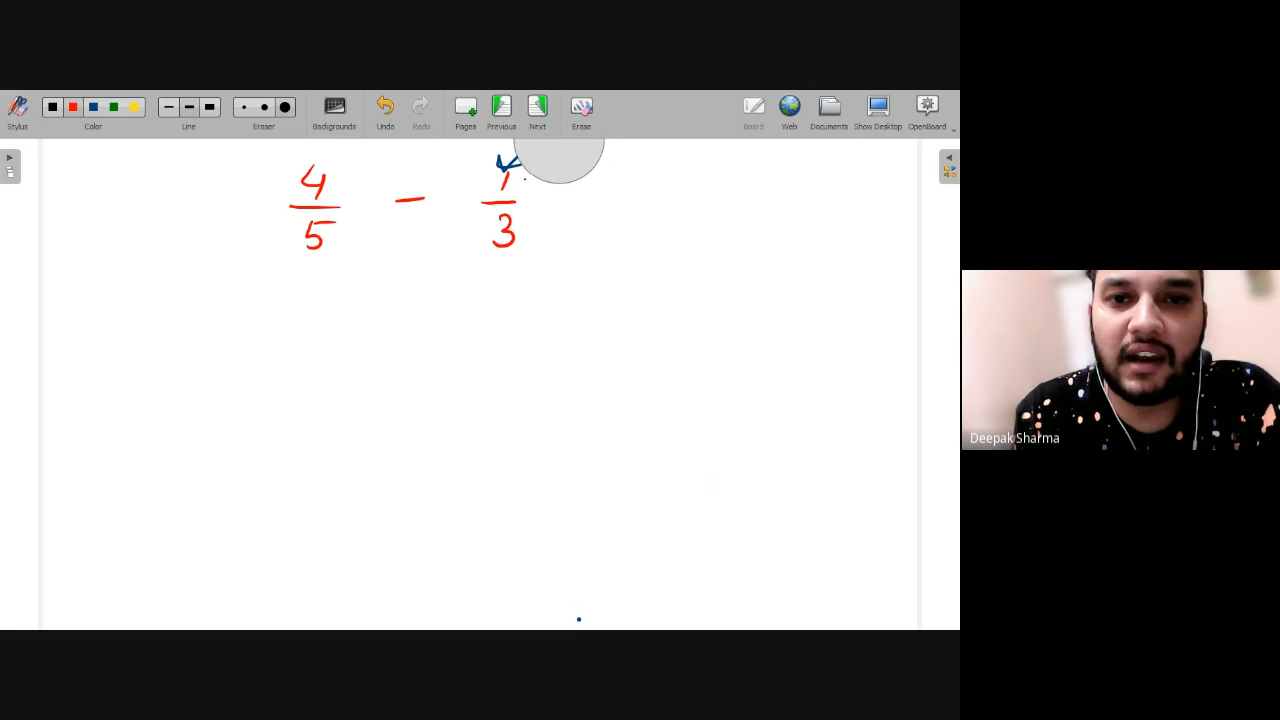 Stylus Color Line Eraser Backgrounds Undo Redo Pages Previous Next Erase Board Web Documents Show Desktop OpenBoard
4/5 - 1/3
Deepak Sharma